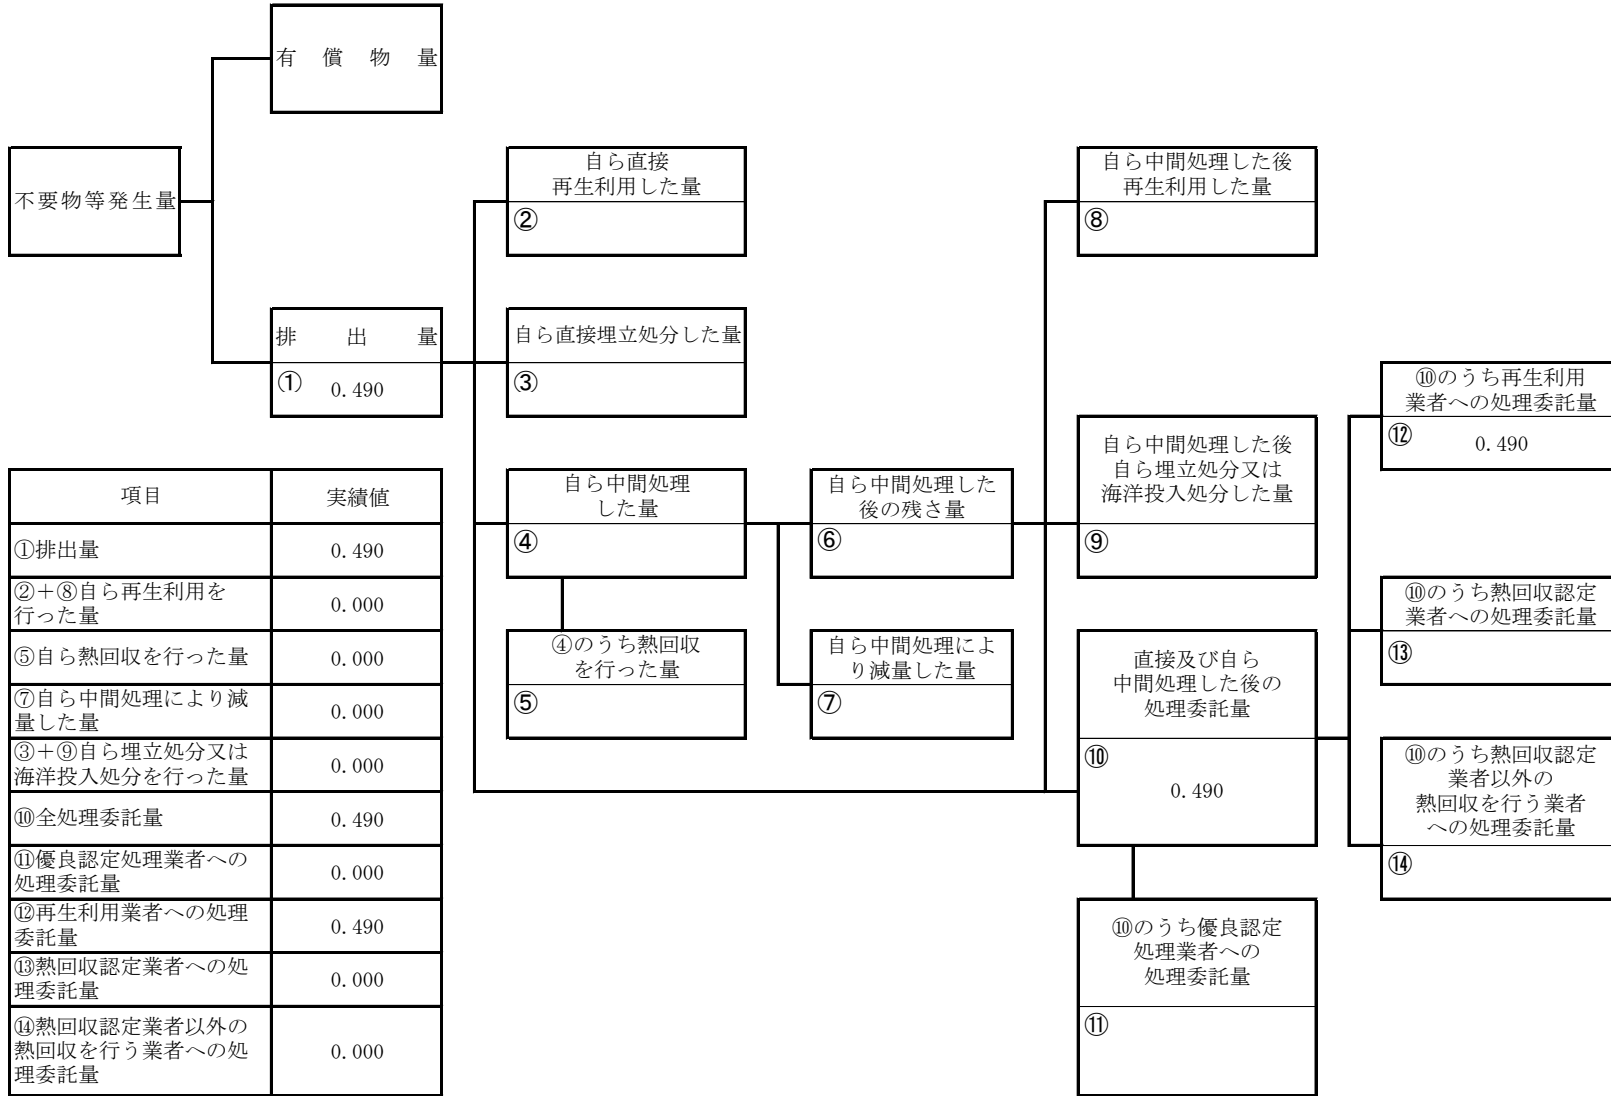 有償物量
不要物等発生量
排出量
① 0.490
自ら直接
再生利用した量
②
自ら直接埋立処分した量
③
自ら中間処理
した量
④
④のうち熱回収
を行った量
⑤
自ら中間処理した
後の残さ量
⑥
自ら中間処理によ
り減量した量
⑦
自ら中間処理した後
再生利用した量
⑧
自ら中間処理した後
自ら埋立処分又は
海洋投入処分した量
⑨
直接及び自ら
中間処理した後の
処理委託量
⑩
0.490
⑩のうち優良認定
処理業者への
処理委託量
⑪
⑩のうち再生利用
業者への処理委託量
⑫ 0.490
⑩のうち熱回収認定
業者への処理委託量
⑬
⑩のうち熱回収認定
業者以外の
熱回収を行う業者
への処理委託量
⑭
項目 実績値
①排出量 0.490
②＋⑧自ら再生利用を
行った量 0.000
⑤自ら熱回収を行った量 0.000
⑦自ら中間処理により減
量した量 0.000
③＋⑨自ら埋立処分又は
海洋投入処分を行った量 0.000
⑩全処理委託量 0.490
⑪優良認定処理業者への
処理委託量 0.000
⑫再生利用業者への処理
委託量 0.490
⑬熱回収認定業者への処
理委託量 0.000
⑭熱回収認定業者以外の
熱回収を行う業者への処
理委託量 0.000